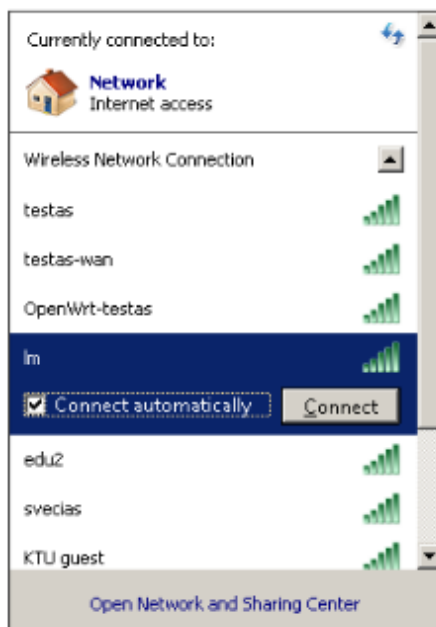 Currently connected to:
Network
Internet access
Wireless Network Connection
testas
testas-wan
OpenWrt-testas
lm
Connect automatically
Connect
edu2
svecias
KTU guest
Open Network and Sharing Center